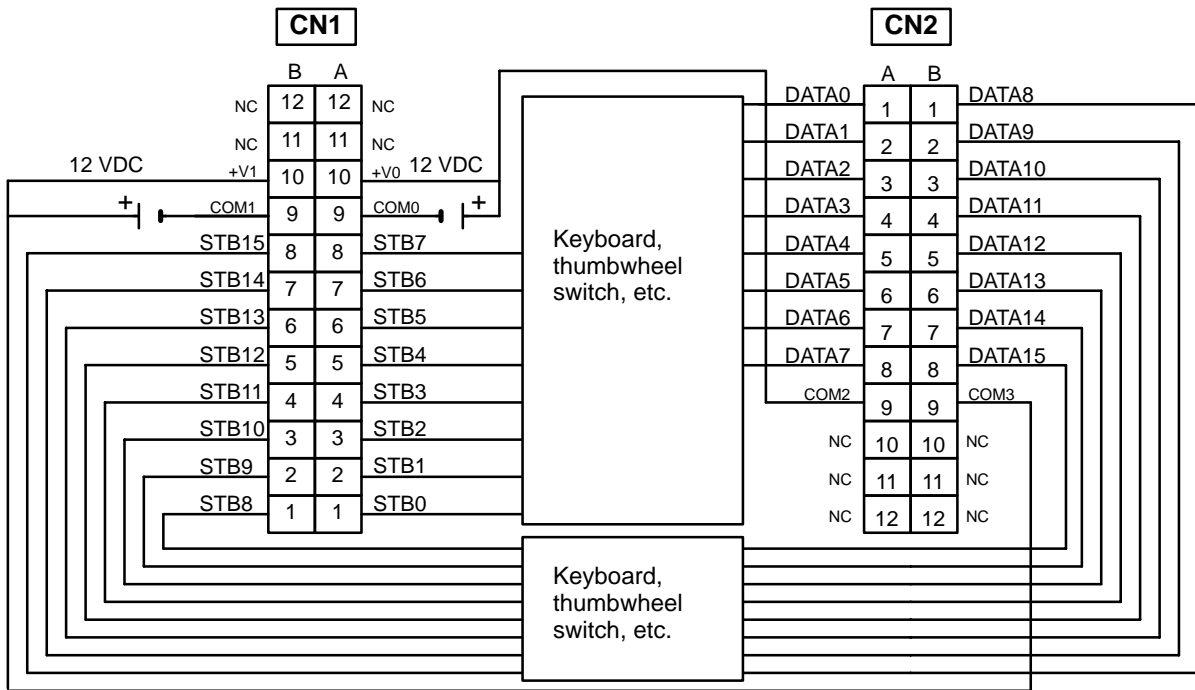 CN1 CN2
B A
A B
NC 12 12 NC
NC 11 11 NC
12 VDC +V1 10 10 +V0 12 VDC
+ COM1 9 9 COM0 +
STB15 8 8 STB7
STB14 7 7 STB6
STB13 6 6 STB5
STB12 5 5 STB4
STB11 4 4 STB3
STB10 3 3 STB2
STB9 2 2 STB1
STB8 1 1 STB0
Keyboard,
thumbwheel
switch, etc.
Keyboard,
thumbwheel
switch, etc.
DATA0 1 1 DATA8
DATA1 2 2 DATA9
DATA2 3 3 DATA10
DATA3 4 4 DATA11
DATA4 5 5 DATA12
DATA5 6 6 DATA13
DATA6 7 7 DATA14
DATA7 8 8 DATA15
COM2 9 9 COM3
NC 10 10 NC
NC 11 11 NC
NC 12 12 NC